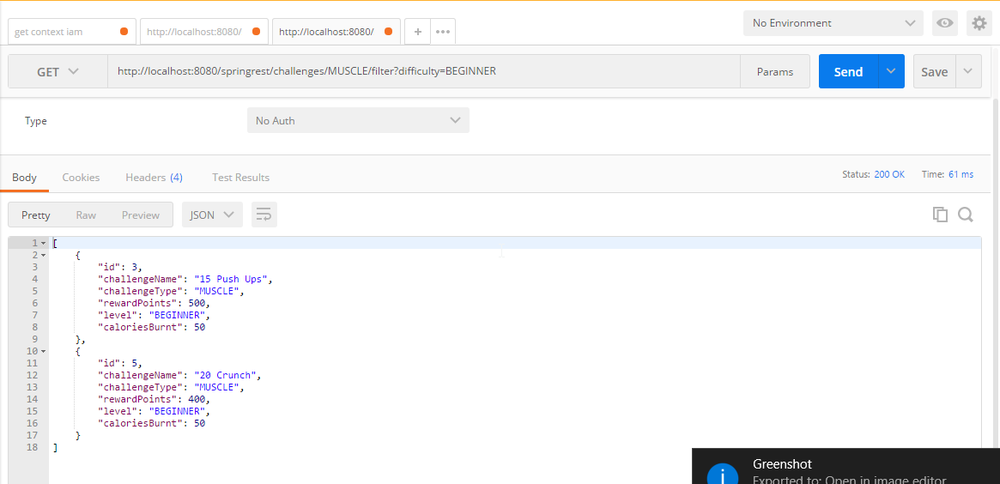 get context iam
http://localhost:8080/
http://localhost:8080/
+
•••
No Environment
GET
http://localhost:8080/springrest/challenges/MUSCLE/filter?difficulty=BEGINNER
Params
Send
Save
Type
No Auth
Body
Cookies
Headers (4)
Test Results
Status: 200 OK
Time: 61 ms
Pretty
Raw
Preview
JSON
1 [
2 {
3 "id": 3,
4 "challengeName": "15 Push Ups",
5 "challengeType": "MUSCLE",
6 "rewardPoints": 500,
7 "level": "BEGINNER",
8 "caloriesBurnt": 50
9 },
10 {
11 "id": 5,
12 "challengeName": "20 Crunch",
13 "challengeType": "MUSCLE",
14 "rewardPoints": 400,
15 "level": "BEGINNER",
16 "caloriesBurnt": 50
17 }
18 ]
Greenshot
Exported to: Open in image editor